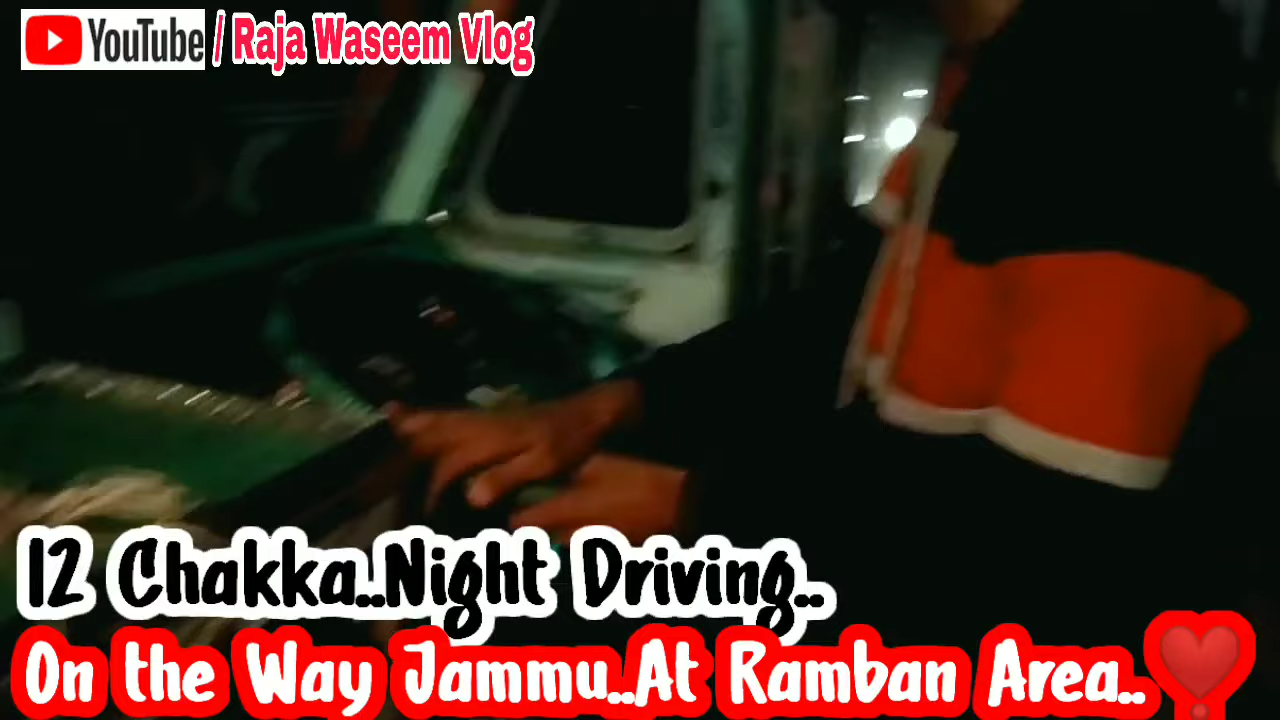 YouTube / Raja Waseem Vlog
12 Chakka..Night Driving..
On the Way Jammu..At Ramban Area..❣